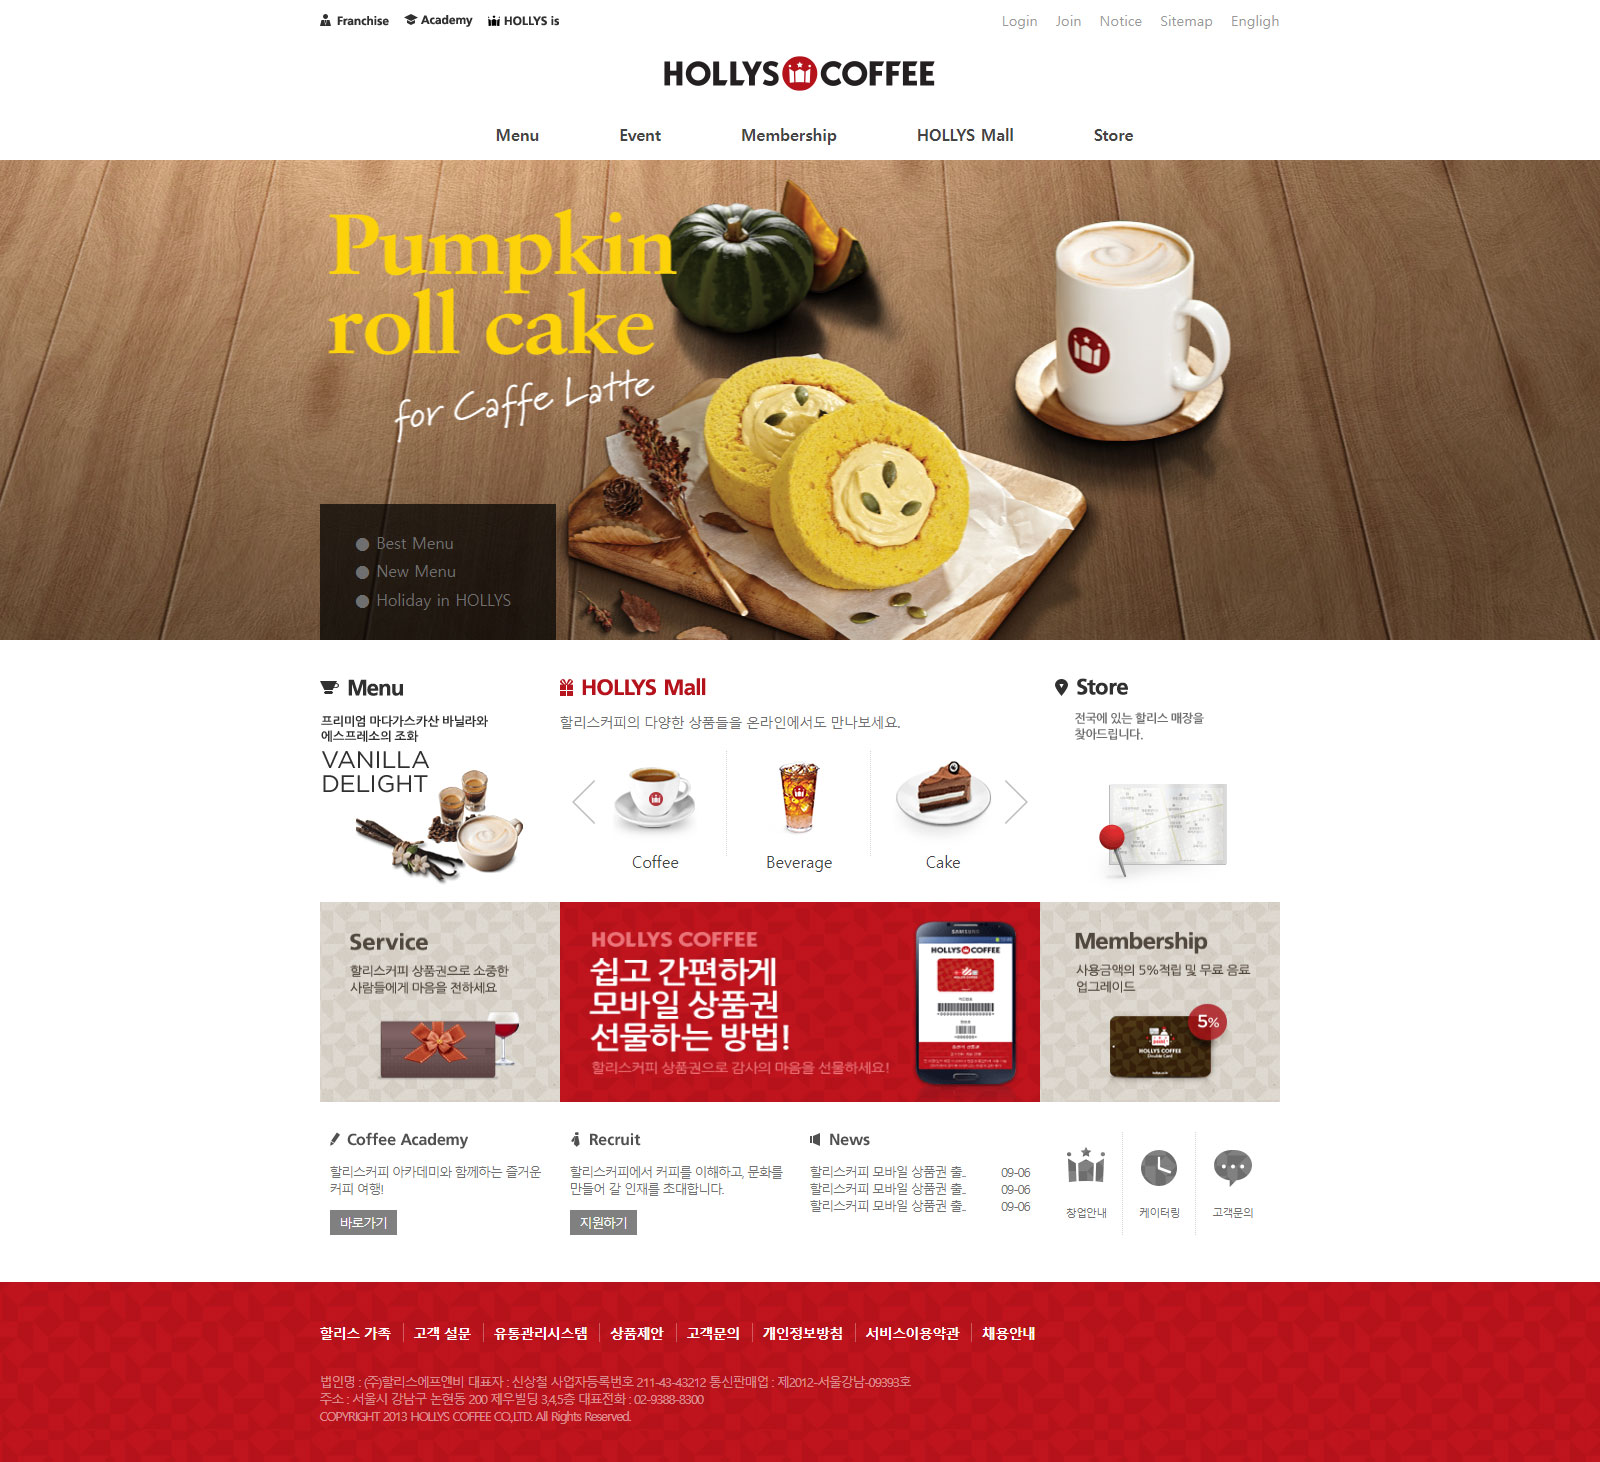 Franchise
Academy
HOLLYS is
Login
Join
Notice
Sitemap
Engligh
HOLLYS COFFEE
Menu
Event
Membership
HOLLYS Mall
Store
Pumpkin
roll cake
for Caffe Latte
Best Menu
New Menu
Holiday in HOLLYS
Menu
프리미엄 마다가스카산 바닐라와
에스프레소의 조화
VANILLA
DELIGHT
HOLLYS Mall
할리스커피의 다양한 상품들을 온라인에서도 만나보세요.
Coffee
Beverage
Cake
Store
전국에 있는 할리스 매장을
찾아드립니다.
Service
할리스커피 상품권으로 소중한
사람들에게 마음을 전하세요
HOLLYS COFFEE
쉽고 간편하게
모바일 상품권
선물하는 방법!
할리스커피 상품권으로 감사의 마음을 선물하세요!
SAMSUNG
HOLLYS COFFEE
Membership
사용금액의 5%적립 및 무료 음료
업그레이드
5%
HOLLYS COFFEE
Coffee Academy
할리스커피 아카데미와 함께하는 즐거운
커피 여행!
바로가기
Recruit
할리스커피에서 커피를 이해하고, 문화를
만들어 갈 인재를 초대합니다.
지원하기
News
할리스커피 모바일 상품권 출.. 09-06
할리스커피 모바일 상품권 출.. 09-06
할리스커피 모바일 상품권 출.. 09-06
창업안내
케이터링
고객문의
할리스 가족
고객 설문
유통관리시스템
상품제안
고객문의
개인정보방침
서비스이용약관
채용안내
법인명 : (주)할리스에프엔비 대표자 : 신상철 사업자등록번호 211-43-43212 통신판매업 : 제2012-서울강남-09393호
주소 : 서울시 강남구 논현동 200 제우빌딩 3,4,5층 대표전화 : 02-9388-8300
COPYRIGHT 2013 HOLLYS COFFEE CO.,LTD. All Rights Reserved.